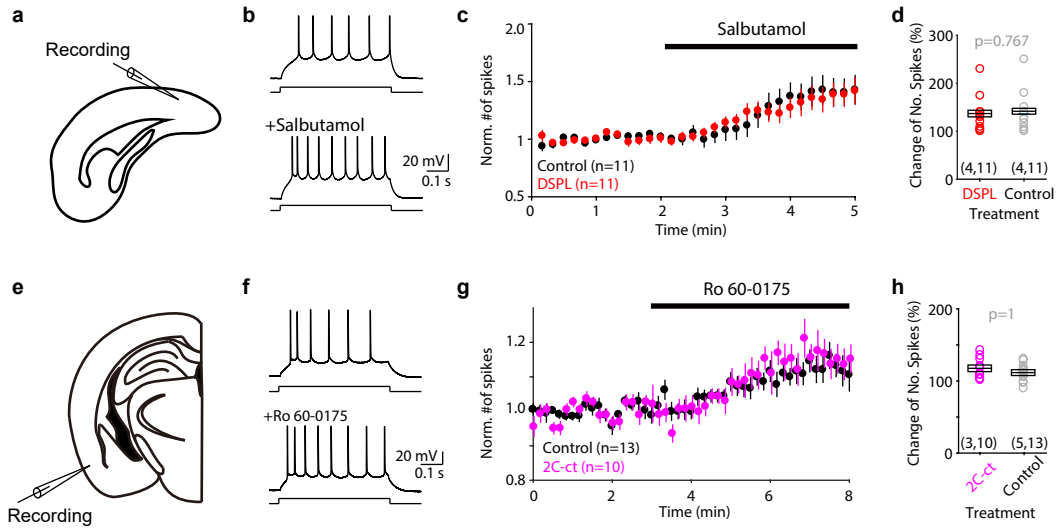 a
Recording
b
+Salbutamol
20 mV
0.1 s
c
Salbutamol
Norm. # of spikes
1.5
1
0.5
Control (n=11)
DSPL (n=11)
0
1
2
3
4
5
Time (min)
d
Change of No. Spikes (%)
300
200
100
0
p=0.767
(4,11)
(4,11)
DSPL
Control
Treatment
e
Recording
f
+Ro 60-0175
20 mV
0.1 s
g
Ro 60-0175
Norm. #of spikes
1.2
1.0
0.8
Control (n=13)
2C-ct (n=10)
0
2
4
6
8
Time (min)
h
Change of No. Spikes (%)
200
100
0
p=1
(3,10)
(5,13)
2C-ct
Control
Treatment